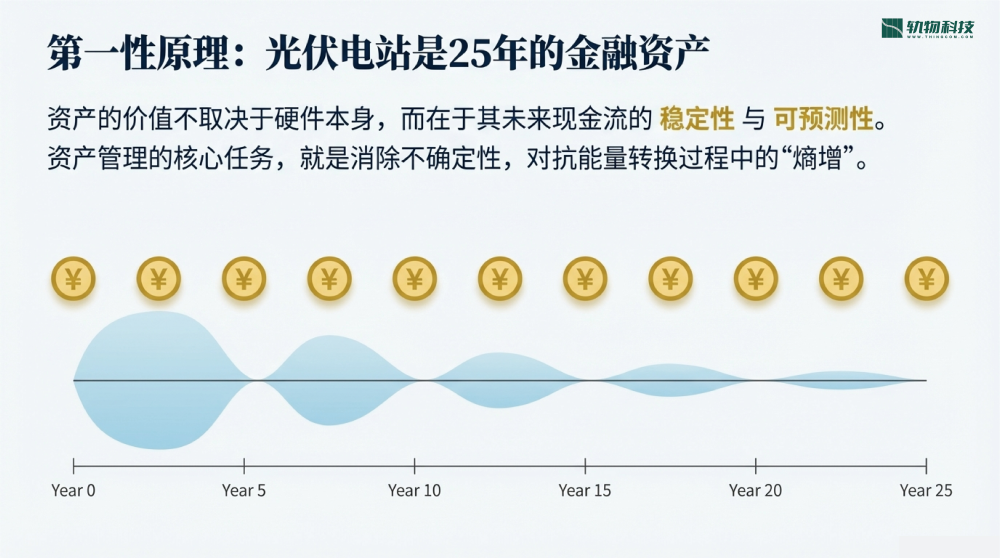 轨物科技
WWW.THINGCOM.COM
第一性原理：光伏电站是25年的金融资产
资产的价值不取决于硬件本身，而在于其未来现金流的 稳定性 与 可预测性。
资产管理的核心任务，就是消除不确定性，对抗能量转换过程中的“熵增”。
¥ ¥ ¥ ¥ ¥ ¥ ¥ ¥ ¥ ¥ ¥
Year 0 Year 5 Year 10 Year 15 Year 20 Year 25